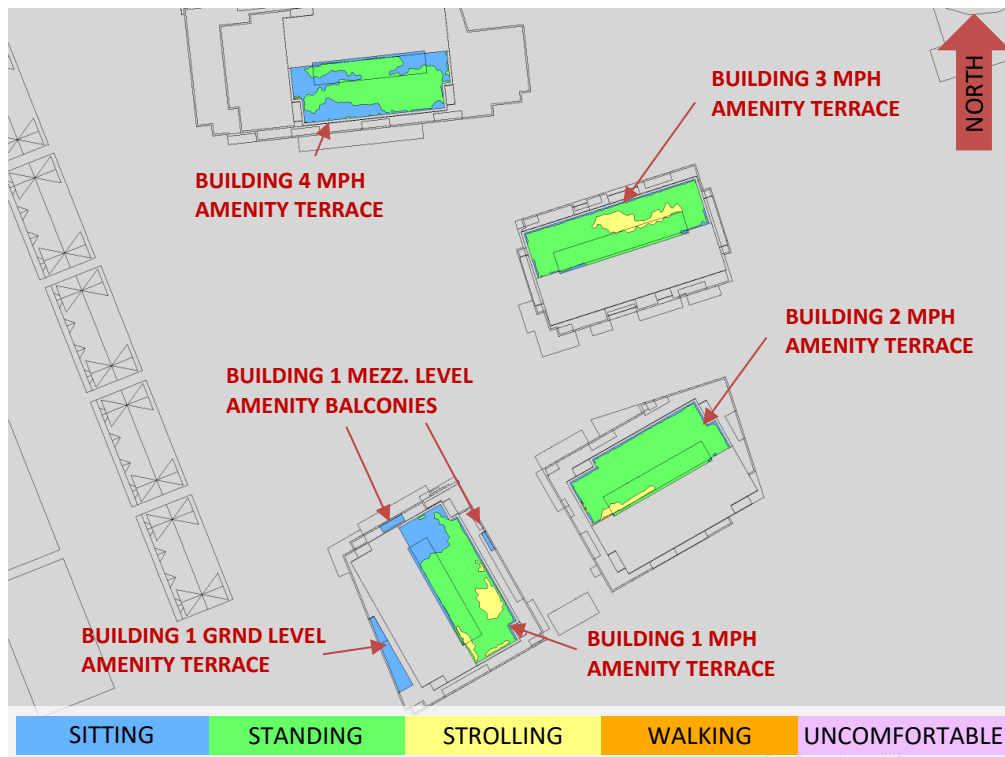 NORTH
BUILDING 3 MPH
AMENITY TERRACE
BUILDING 4 MPH
AMENITY TERRACE
BUILDING 2 MPH
AMENITY TERRACE
BUILDING 1 MEZZ. LEVEL
AMENITY BALCONIES
BUILDING 1 GRND LEVEL
AMENITY TERRACE
BUILDING 1 MPH
AMENITY TERRACE
SITTING STANDING STROLLING WALKING UNCOMFORTABLE